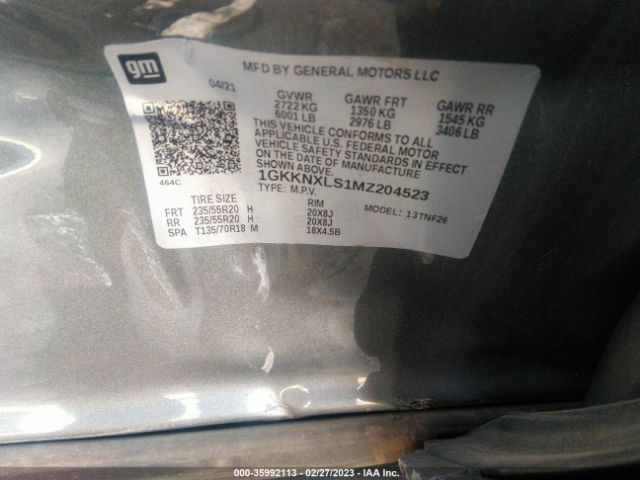 gm
MFD BY GENERAL MOTORS LLC
04/21
GVWR GAWR FRT GAWR RR
2722 KG 1350 KG 1545 KG
6001 LB 2976 LB 3406 LB
THIS VEHICLE CONFORMS TO ALL
APPLICABLE U.S. FEDERAL MOTOR
VEHICLE SAFETY STANDARDS IN EFFECT
ON THE DATE OF MANUFACTURE
SHOWN ABOVE.
464C
1GKKNXLS1MZ204523
TYPE: M.P.V.
TIRE SIZE RIM MODEL: 13TNF26
FRT 235/55R20 H 20X8J
RR 235/55R20 H 20X8J
SPA T135/70R18 M 18X4.5B
000-35992113 - 02/27/2023 - IAA Inc.